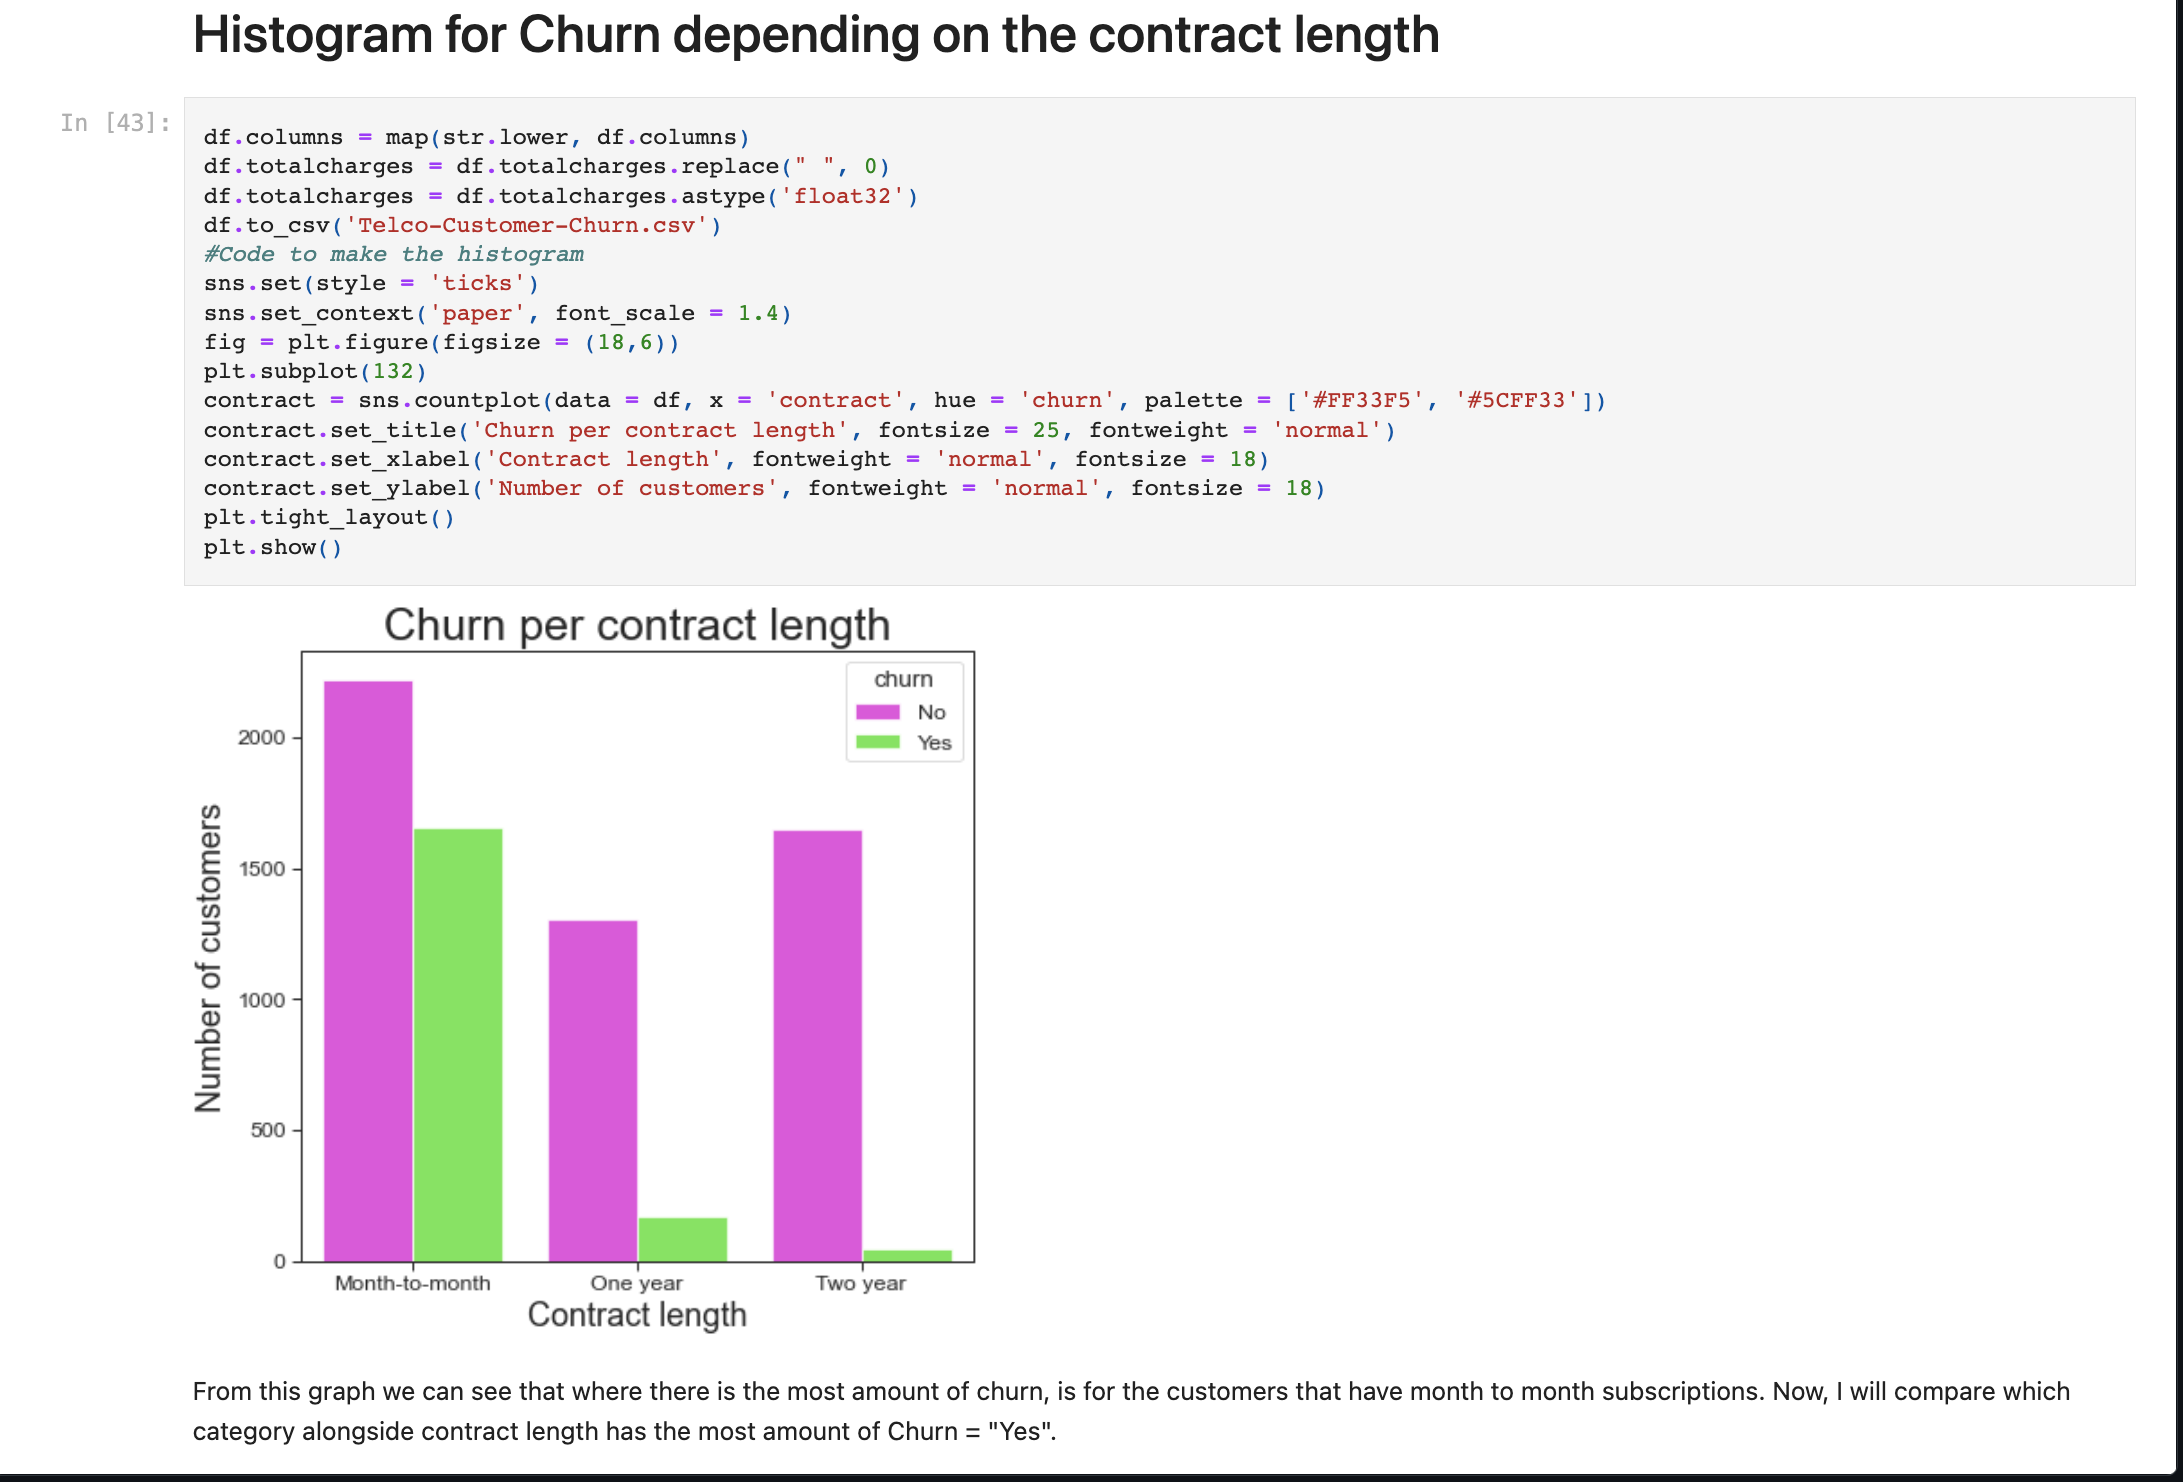 Histogram for Churn depending on the contract length
In [43]:
df.columns = map(str.lower, df.columns)
df.totalcharges = df.totalcharges.replace(" ", 0)
df.totalcharges = df.totalcharges.astype('float32')
df.to_csv('Telco-Customer-Churn.csv')
#Code to make the histogram
sns.set(style = 'ticks')
sns.set_context('paper', font_scale = 1.4)
fig = plt.figure(figsize = (18,6))
plt.subplot(132)
contract = sns.countplot(data = df, x = 'contract', hue = 'churn', palette = ['#FF33F5', '#5CFF33'])
contract.set_title('Churn per contract length', fontsize = 25, fontweight = 'normal')
contract.set_xlabel('Contract length', fontweight = 'normal', fontsize = 18)
contract.set_ylabel('Number of customers', fontweight = 'normal', fontsize = 18)
plt.tight_layout()
plt.show()
Churn per contract length
churn
No
Yes
Number of customers
2000
1500
1000
500
0
Month-to-month
One year
Two year
Contract length
From this graph we can see that where there is the most amount of churn, is for the customers that have month to month subscriptions. Now, I will compare which
category alongside contract length has the most amount of Churn = "Yes".